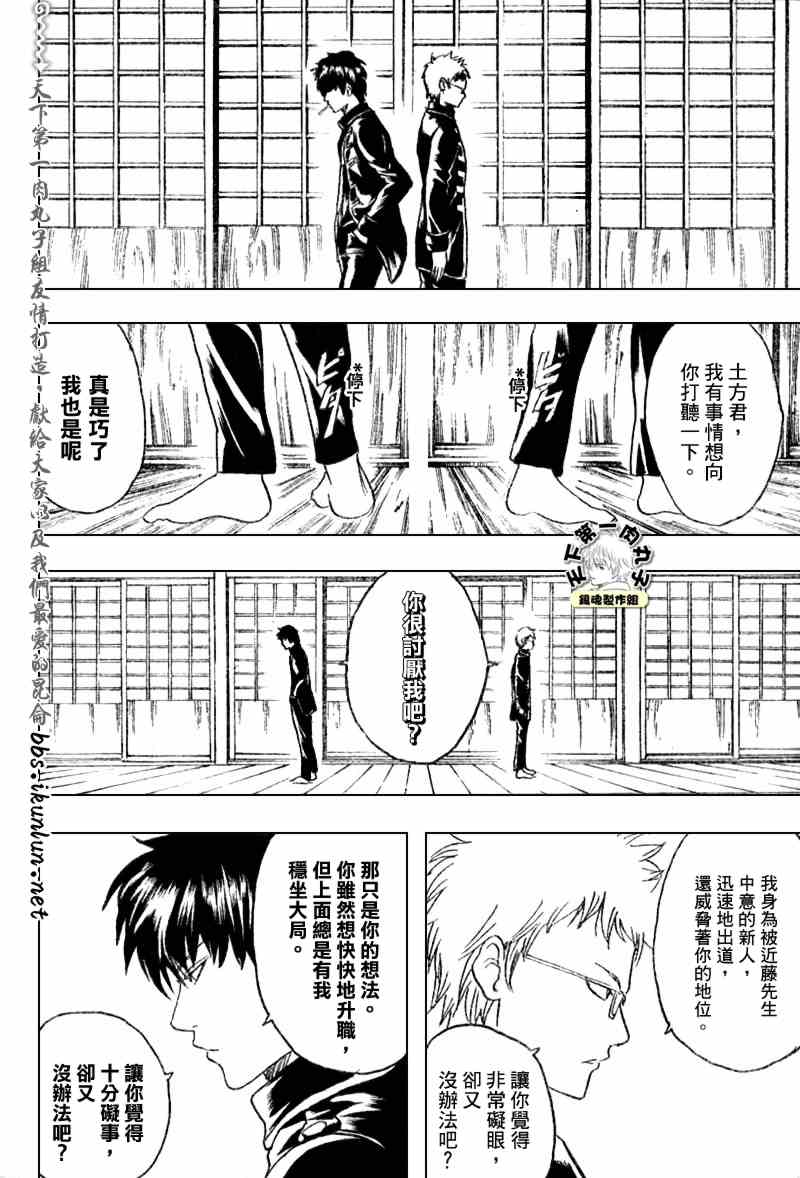 土方君，
我有事情想向
你打聽一下。
*停下
ピタ
*停下
ピタ
真是巧了
我也是呢
天下第一肉丸子
銀魂製作組
你很討厭我吧？
我身為被近藤先生
中意的新人，
迅速地出道，
還威脅著你的地位。
讓你覺得
非常礙眼，
卻又
沒辦法吧？
那只是你的想法。
你雖然想快快地升職，
但上面總是有我
穩坐大局。
讓你覺得
十分礙事，
卻又
沒辦法吧？
天下第一肉丸子組友情打造，獻給大家以及我們最愛的昆侖-bbs-ikunlun-net